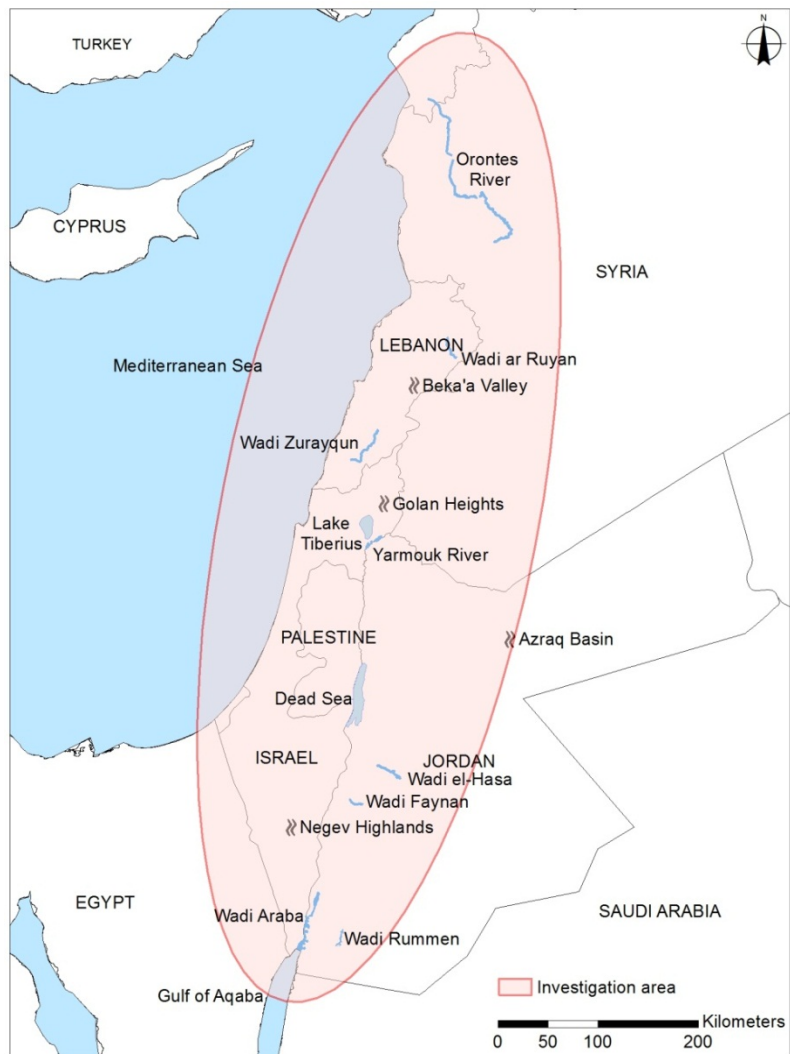 TURKEY
N
Orontes
River
CYPRUS
SYRIA
LEBANON
Wadi ar Ruyan
Mediterranean Sea
Beka'a Valley
Wadi Zurayqun
Golan Heights
Lake
Tiberius
Yarmouk River
PALESTINE
Azraq Basin
Dead Sea
ISRAEL
JORDAN
Wadi el-Hasa
Wadi Faynan
Negev Highlands
EGYPT
Wadi Araba
SAUDI ARABIA
Wadi Rummen
Gulf of Aqaba
Investigation area
Kilometers
0 50 100 200